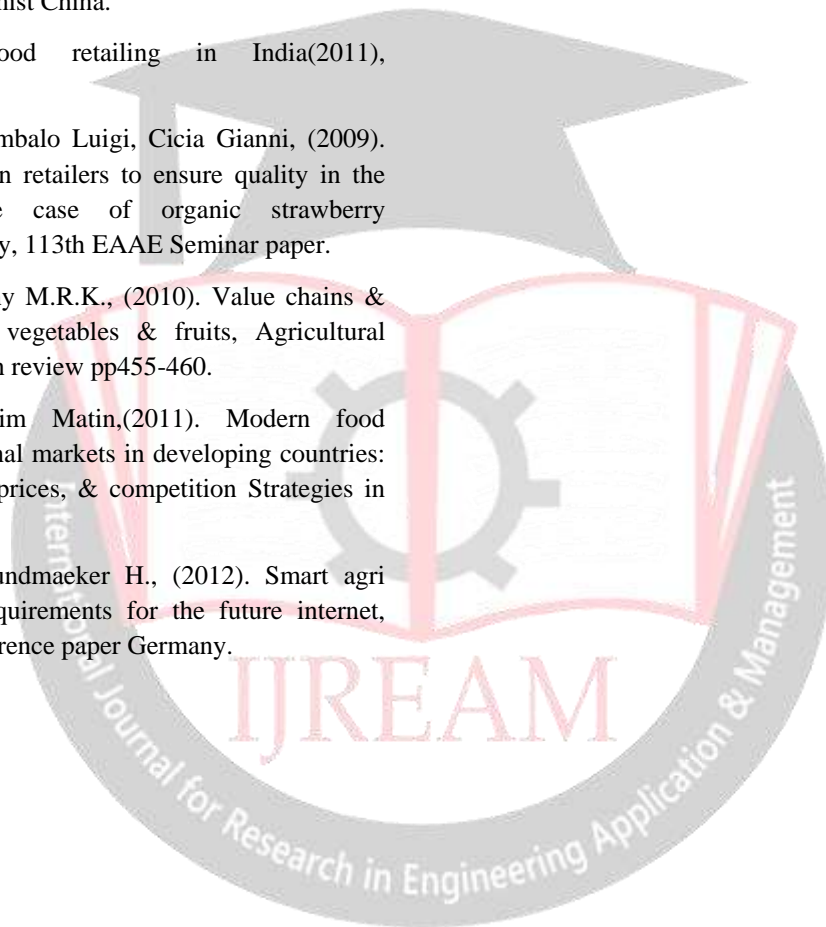 nist China.
ood retailing in India(2011),
mbalo Luigi, Cicia Gianni, (2009).
n retailers to ensure quality in the
e case of organic strawberry
y, 113th EAAE Seminar paper.
y M.R.K., (2010). Value chains &
vegetables & fruits, Agricultural
n review pp455-460.
im Matin,(2011). Modern food
nal markets in developing countries:
prices, & competition Strategies in
undmaeker H., (2012). Smart agri
quirements for the future internet,
erence paper Germany.
IJREAM
International Journal for Research in Engineering Application & Management